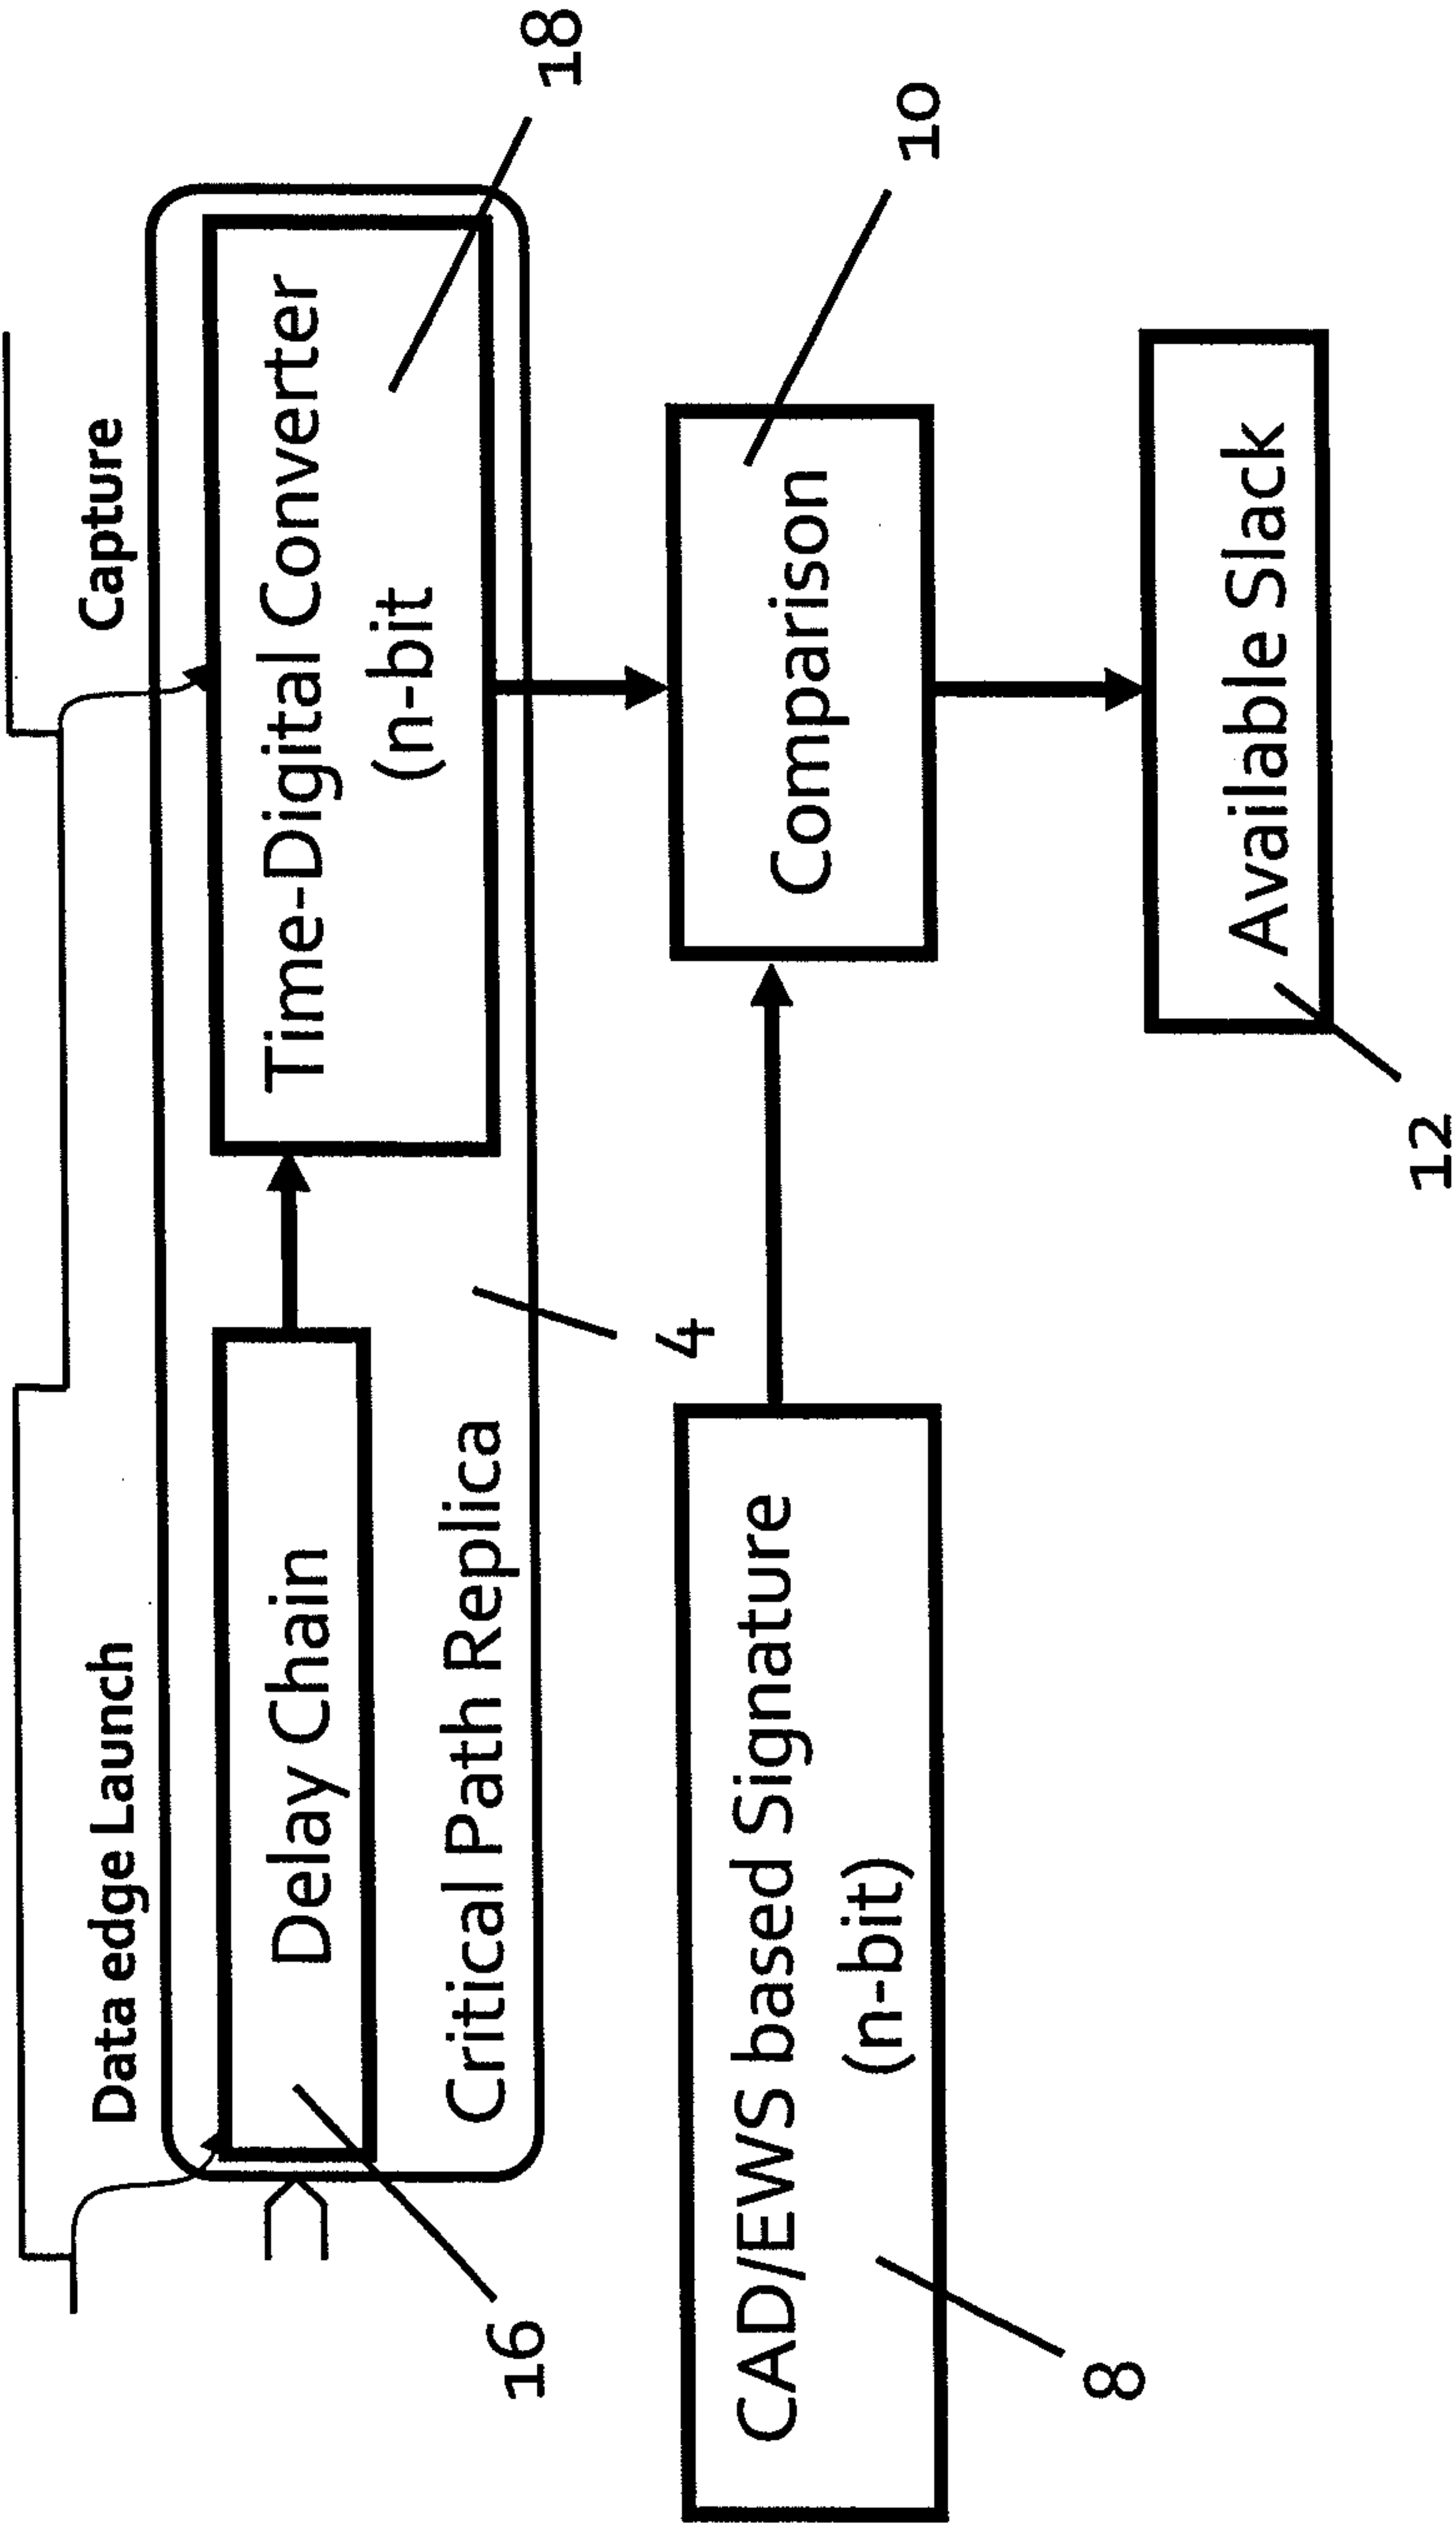 Data edge Launch
Capture
Delay Chain
Time-Digital Converter
(n-bit)
18
16
Critical Path Replica
4
CAD/EWS based Signature
(n-bit)
8
Comparison
10
Available Slack
12